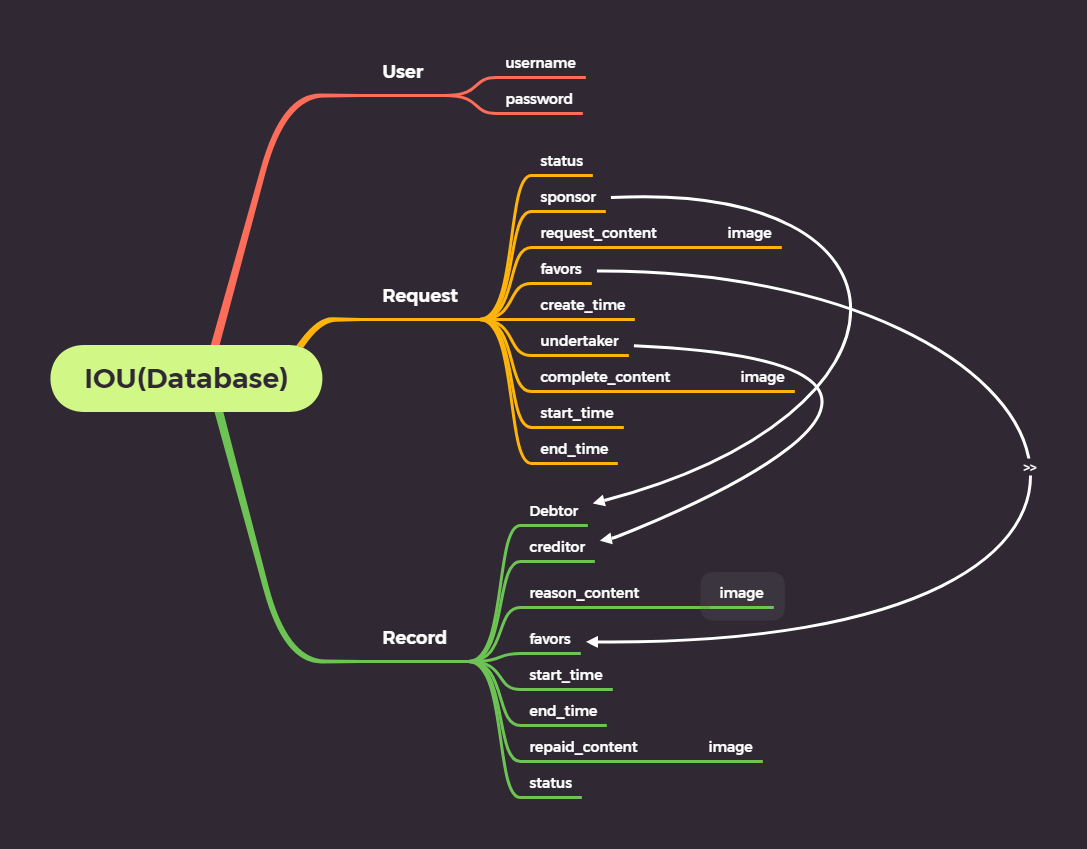 User
username
password
Request
status
sponsor
request_content image
favors
create_time
undertaker
complete_content image
start_time
end_time
IOU(Database)
>>
Record
Debtor
creditor
reason_content image
favors
start_time
end_time
repaid_content image
status